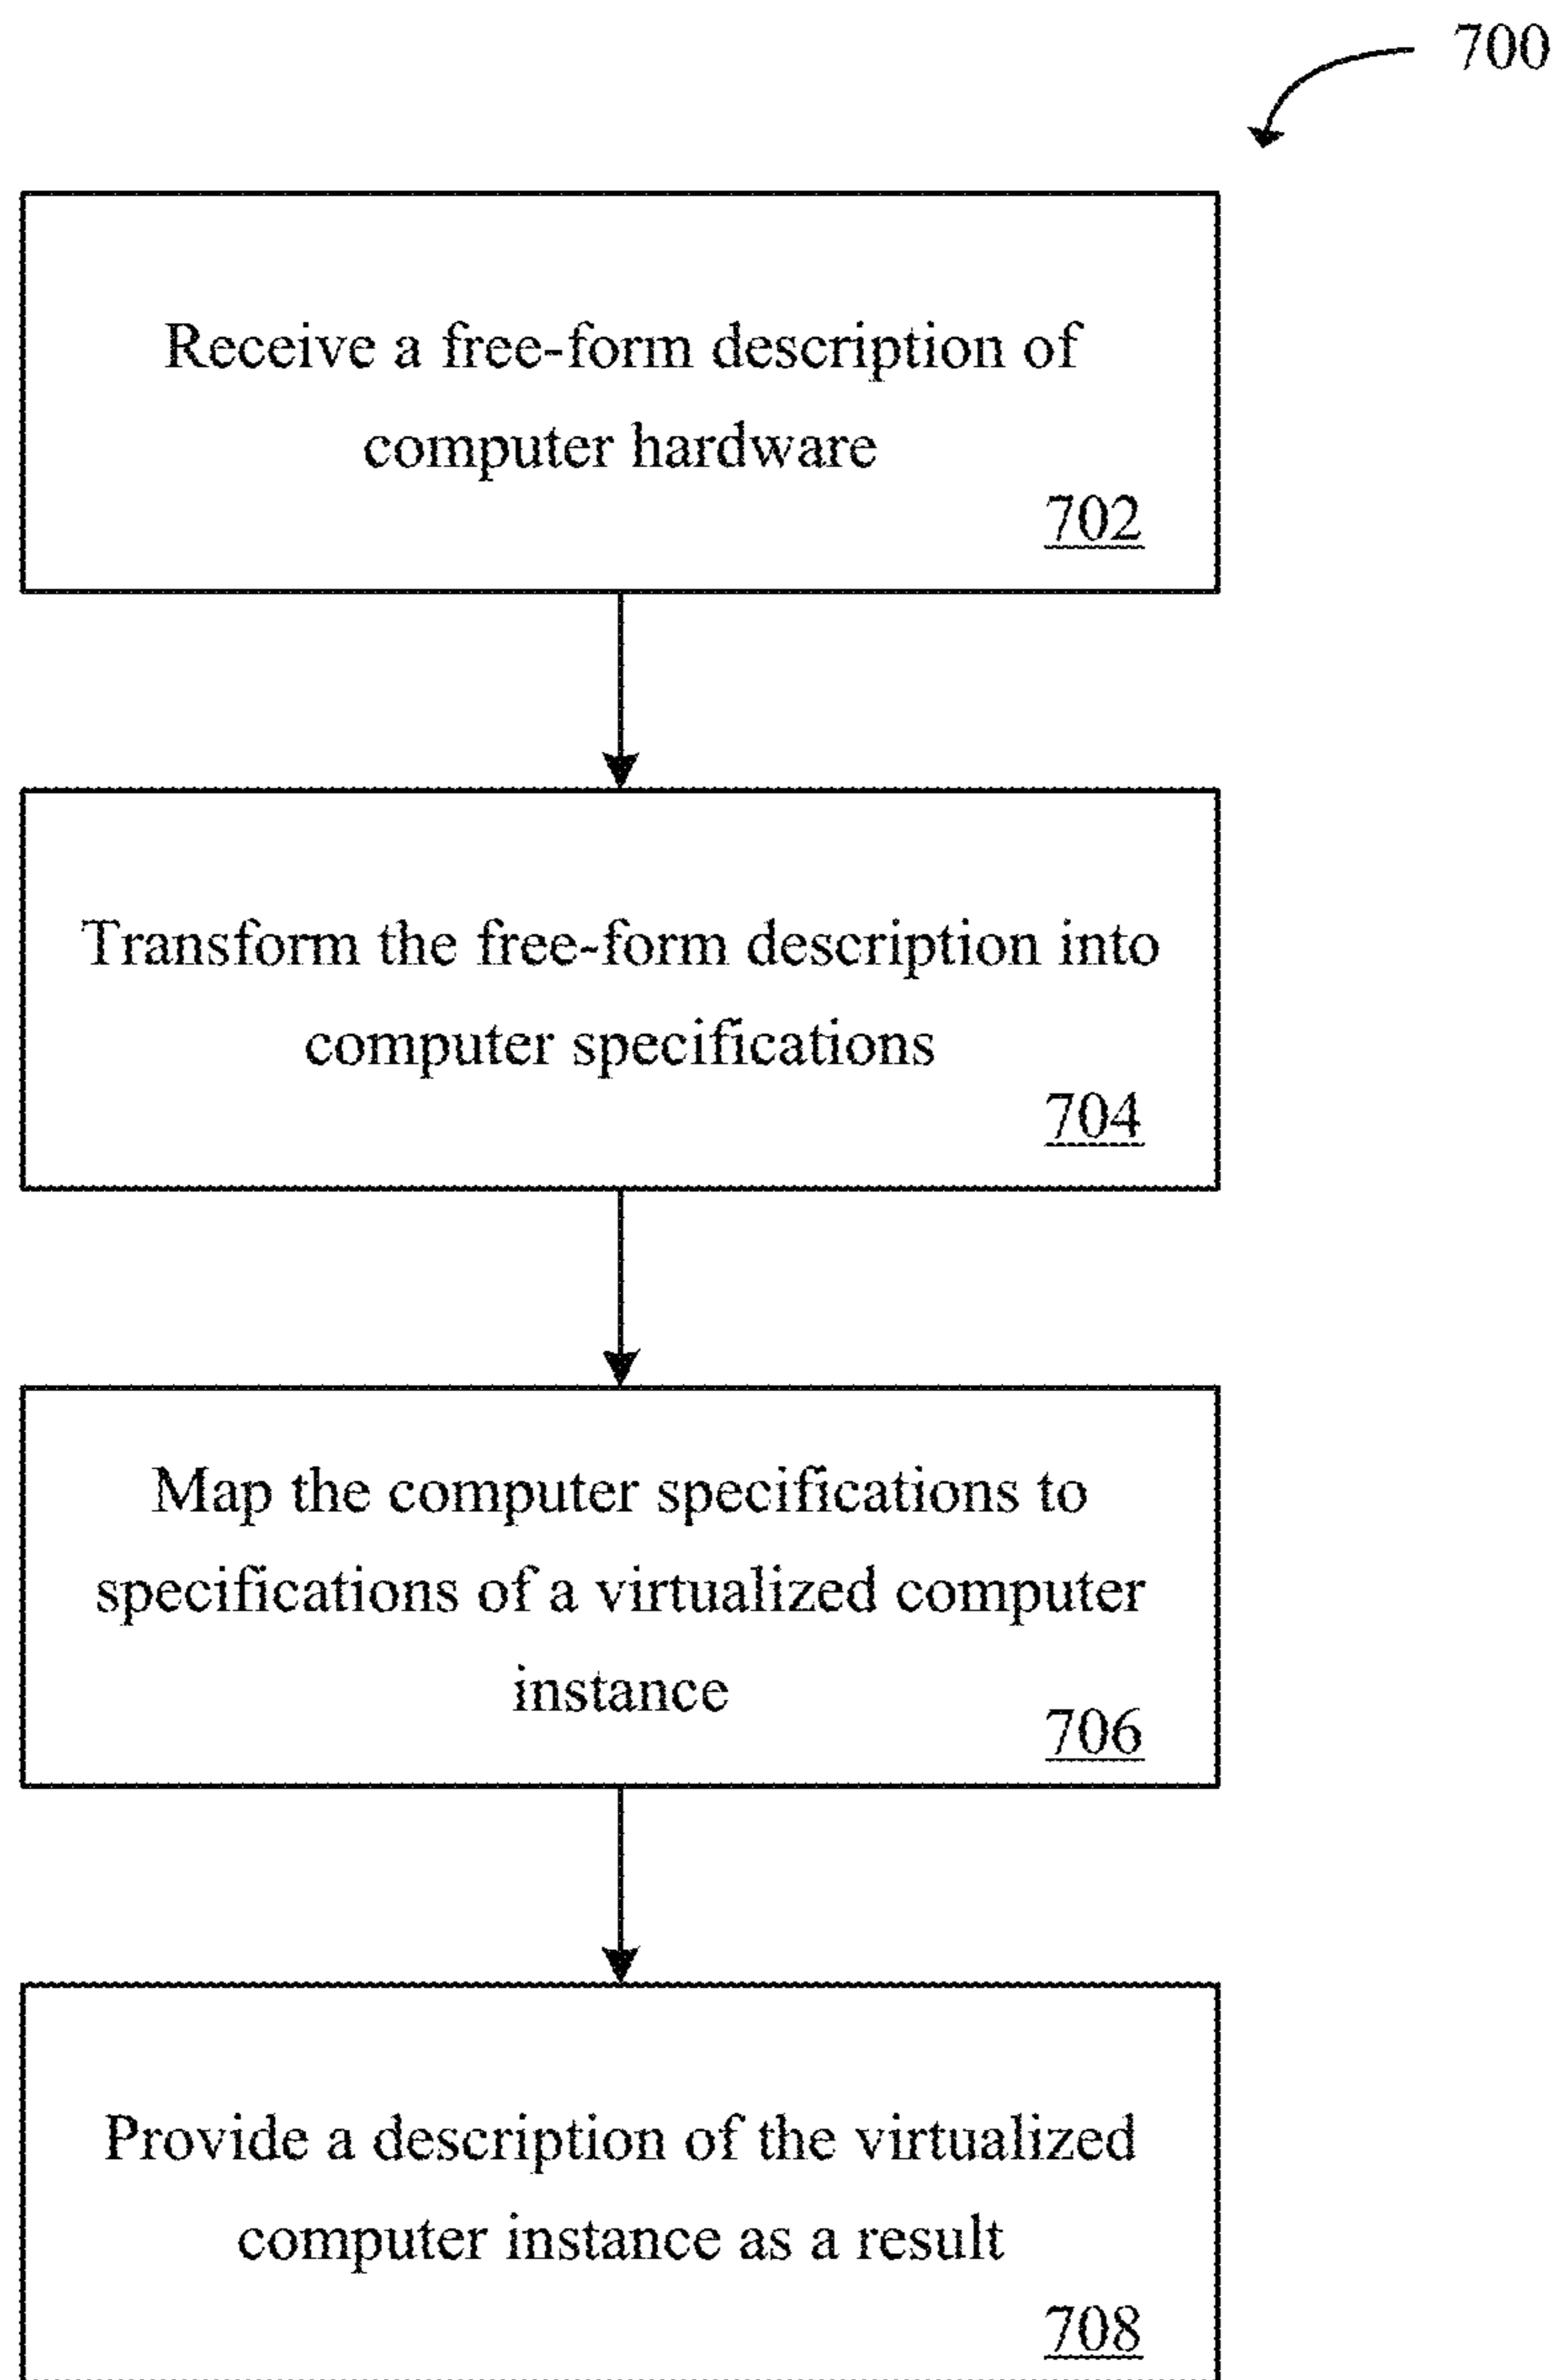 700
Receive a free-form description of
computer hardware
702
Transform the free-form description into
computer specifications
704
Map the computer specifications to
specifications of a virtualized computer
instance
706
Provide a description of the virtualized
computer instance as a result
708